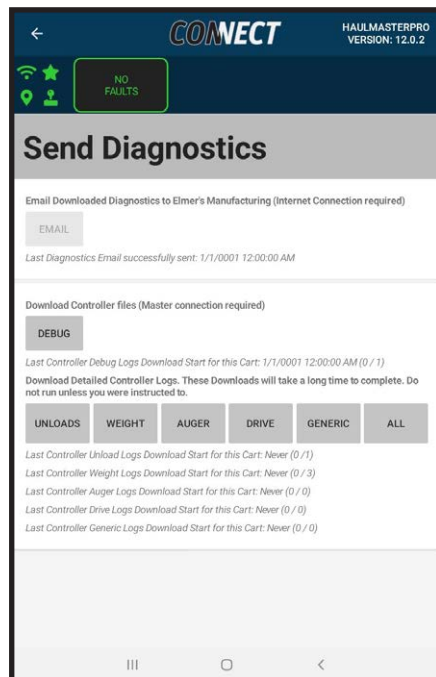 CONNECT
HAULMASTERPRO
VERSION: 12.0.2
NO
FAULTS
Send Diagnostics
Email Downloaded Diagnostics to Elmer's Manufacturing (Internet Connection required)
EMAIL
Last Diagnostics Email successfully sent: 1/1/0001 12:00:00 AM
Download Controller files (Master connection required)
DEBUG
Last Controller Debug Logs Download Start for this Cart: 1/1/0001 12:00:00 AM (0 / 1)
Download Detailed Controller Logs. These Downloads will take a long time to complete. Do
not run unless you were instructed to.
UNLOADS WEIGHT AUGER DRIVE GENERIC ALL
Last Controller Unload Logs Download Start for this Cart: Never (0 /1)
Last Controller Weight Logs Download Start for this Cart: Never (0 / 3)
Last Controller Auger Logs Download Start for this Cart: Never (0 / 0)
Last Controller Drive Logs Download Start for this Cart: Never (0 / 0)
Last Controller Generic Logs Download Start for this Cart: Never (0 / 0)